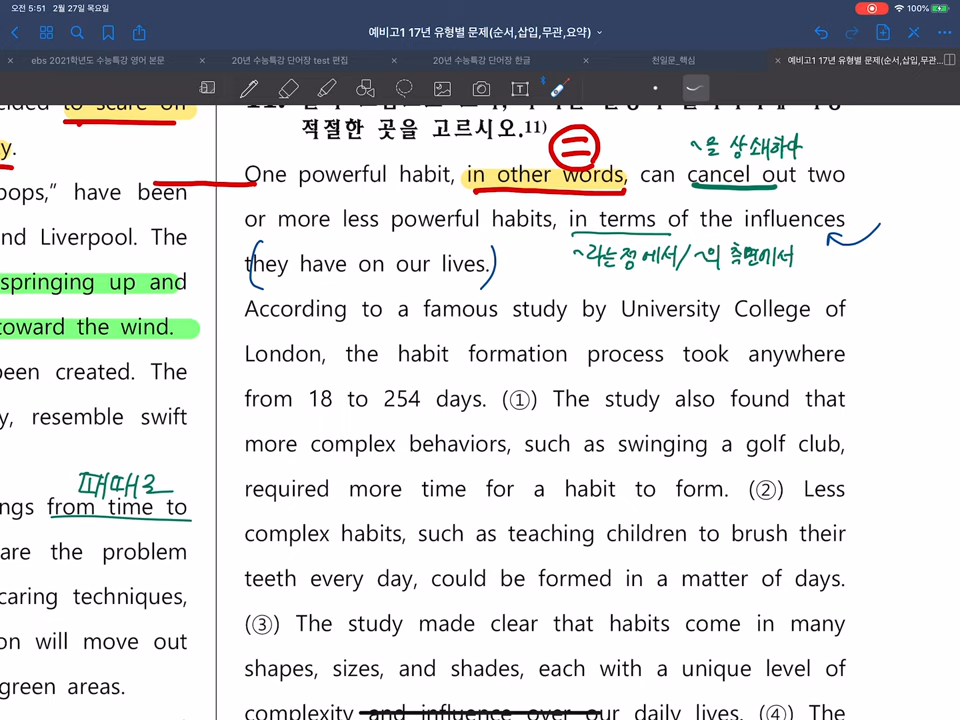 오전 5:51 2월 27일 목요일
100%
예비고1 17년 유형별 문제(순서,삽입,무관,요약)
ebs 2021학년도 수능특강 영어 본문
20년 수능특강 단어장 test 편집
20년 수능특강 단어장 한글
천일문_핵심
예비고1 17년 유형별 문제(순서,삽입,무관,...
적절한 곳을 고르시오.11)
to scare off
y.
have been
nd Liverpool. The
springing up and
toward the wind.
been created. The
y, resemble swift
때때로
ngs from time to
are the problem
caring techniques,
on will move out
green areas.
~을 상쇄하다
One powerful habit, in other words, can cancel out two
or more less powerful habits, in terms of the influences
~라는점에서/~의 측면에서
they have on our lives.
According to a famous study by University College of
London, the habit formation process took anywhere
from 18 to 254 days. (①) The study also found that
more complex behaviors, such as swinging a golf club,
required more time for a habit to form. (②) Less
complex habits, such as teaching children to brush their
teeth every day, could be formed in a matter of days.
(③) The study made clear that habits come in many
shapes, sizes, and shades, each with a unique level of
complexity and influence over our daily lives. (④) The